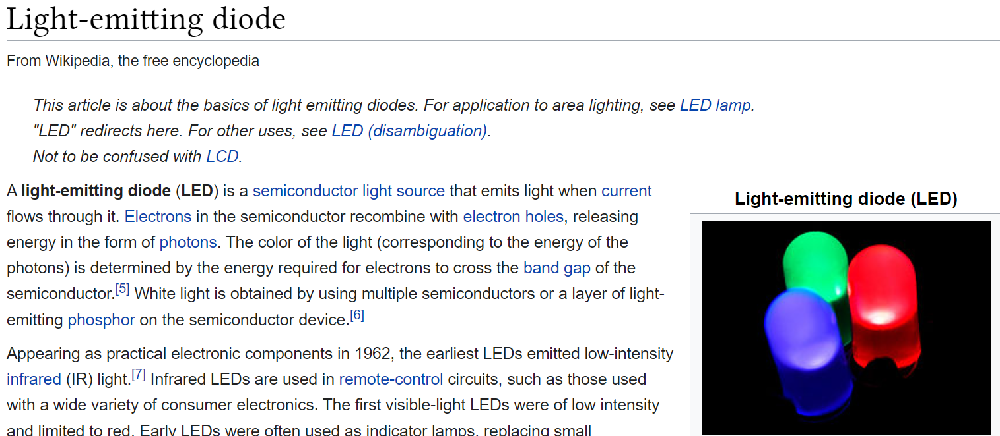 Light-emitting diode
From Wikipedia, the free encyclopedia
This article is about the basics of light emitting diodes. For application to area lighting, see LED lamp.
"LED" redirects here. For other uses, see LED (disambiguation).
Not to be confused with LCD.
A light-emitting diode (LED) is a semiconductor light source that emits light when current
flows through it. Electrons in the semiconductor recombine with electron holes, releasing
energy in the form of photons. The color of the light (corresponding to the energy of the
photons) is determined by the energy required for electrons to cross the band gap of the
semiconductor.[5] White light is obtained by using multiple semiconductors or a layer of light-
emitting phosphor on the semiconductor device.[6]
Appearing as practical electronic components in 1962, the earliest LEDs emitted low-intensity
infrared (IR) light.[7] Infrared LEDs are used in remote-control circuits, such as those used
with a wide variety of consumer electronics. The first visible-light LEDs were of low intensity
and limited to red. Early LEDs were often used as indicator lamps, replacing small
Light-emitting diode (LED)